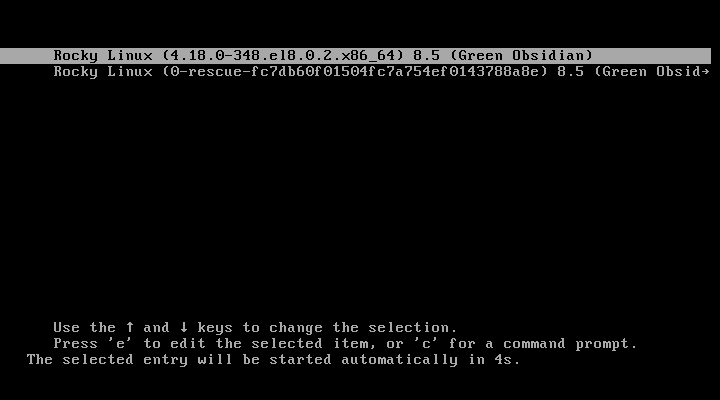 Rocky Linux (4.18.0-348.el8.0.2.x86_64) 8.5 (Green Obsidian)
Rocky Linux (0-rescue-fc7db60f01504fc7a754ef0143788a8e) 8.5 (Green Obsid→
Use the ↑ and ↓ keys to change the selection.
Press 'e' to edit the selected item, or 'c' for a command prompt.
The selected entry will be started automatically in 4s.